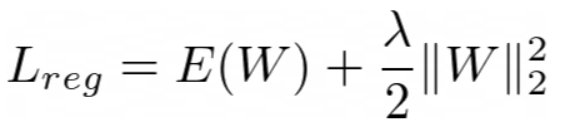 L_{reg} = E(W) + \frac{\lambda}{2} \|W\|_2^2